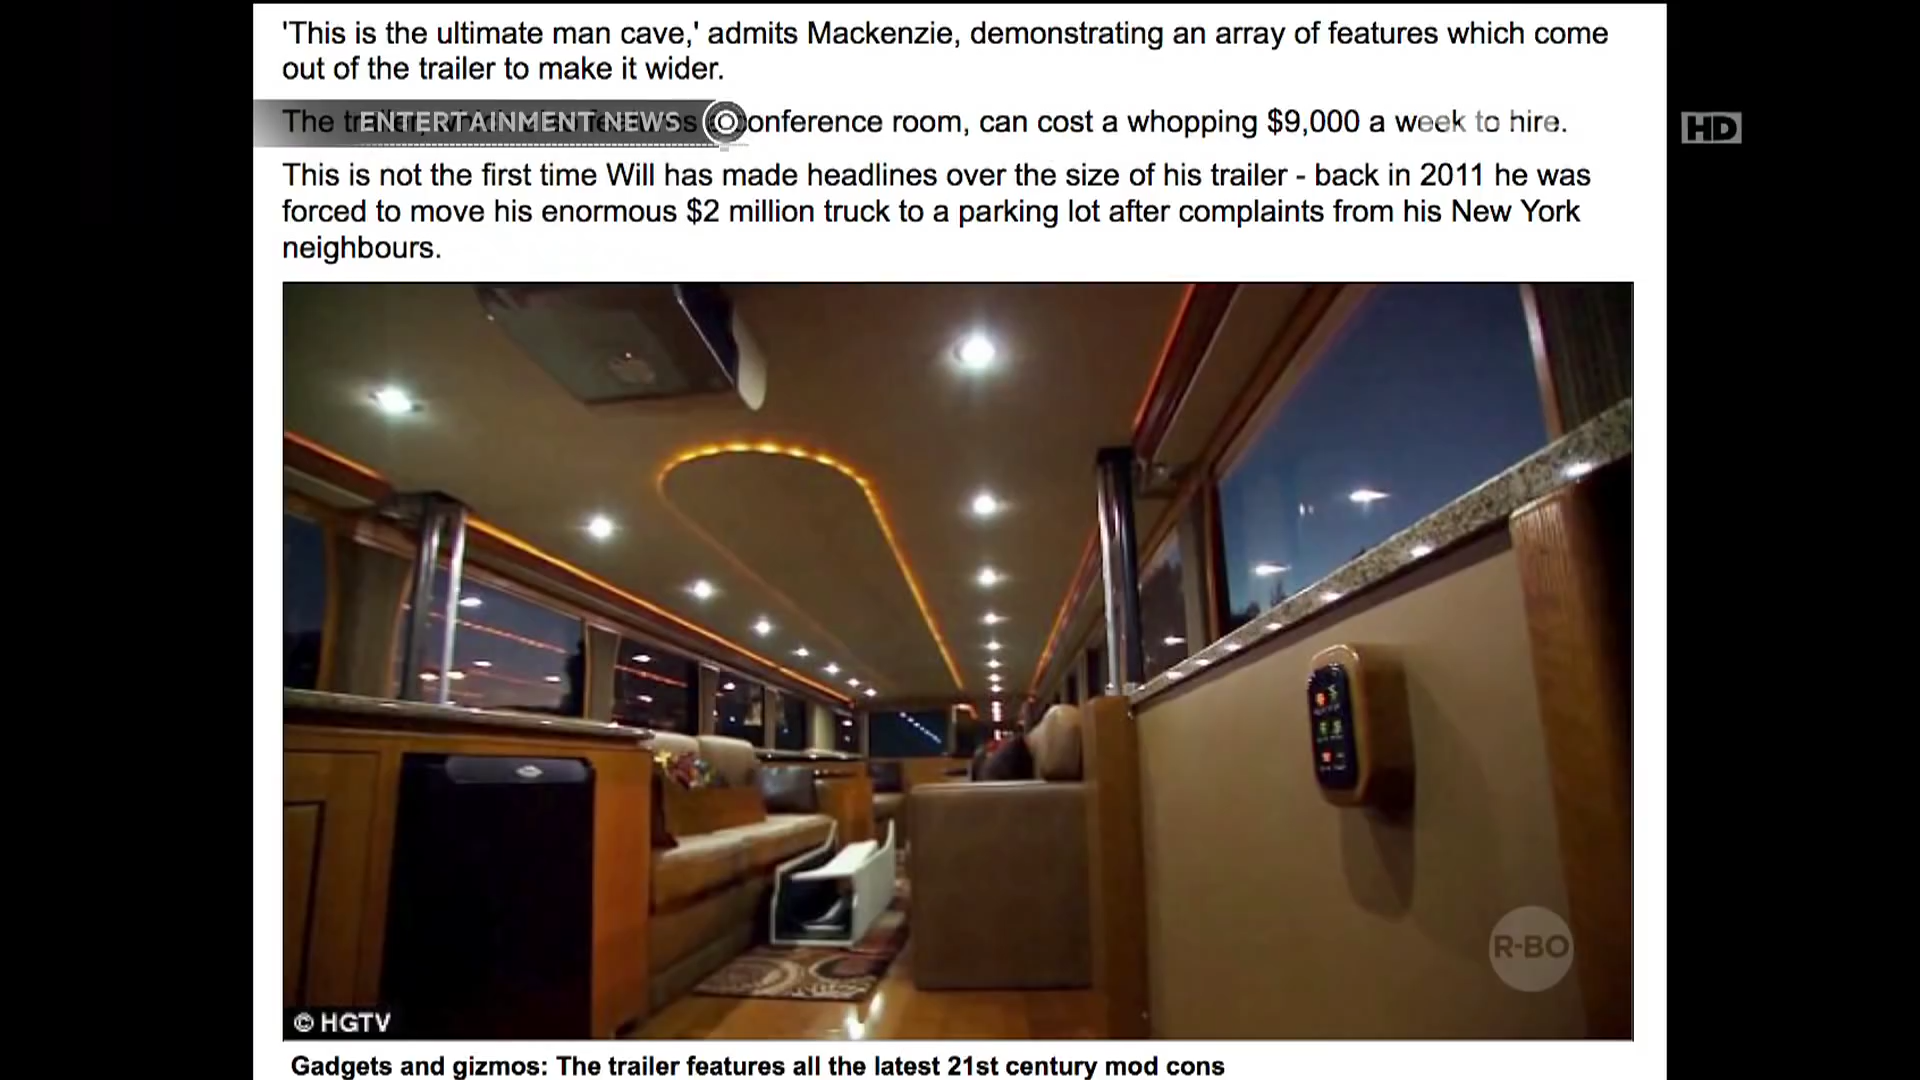 'This is the ultimate man cave,' admits Mackenzie, demonstrating an array of features which come
out of the trailer to make it wider.
ENTERTAINMENT NEWS
The conference room, can cost a whopping $9,000 a week to hire.
HD
This is not the first time Will has made headlines over the size of his trailer - back in 2011 he was
forced to move his enormous $2 million truck to a parking lot after complaints from his New York
neighbours.
R-BO
© HGTV
Gadgets and gizmos: The trailer features all the latest 21st century mod cons